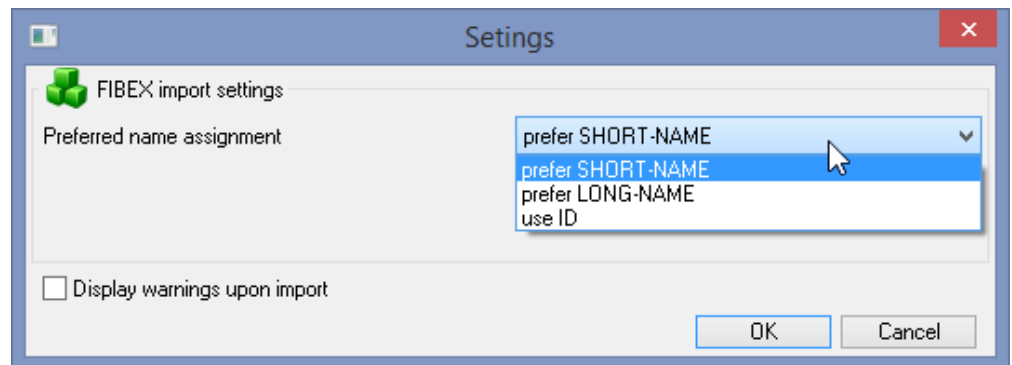 Setings
FIBEX import settings
Preferred name assignment prefer SHORT-NAME
prefer SHORT-NAME
prefer LONG-NAME
use ID
Display warnings upon import
OK Cancel